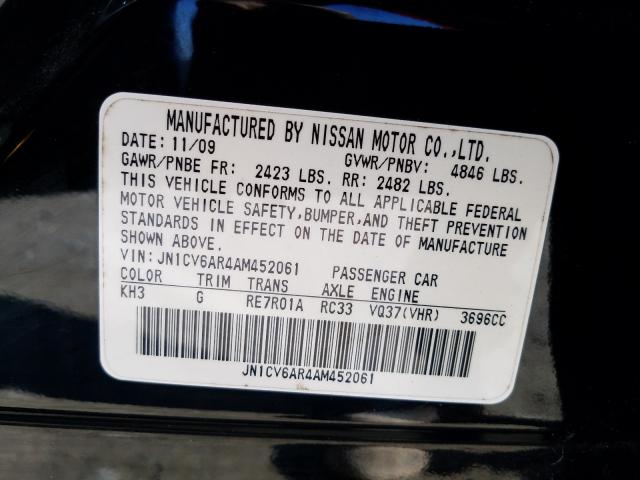 MANUFACTURED BY NISSAN MOTOR CO.,LTD.
DATE: 11/09 GVWR/PNBV: 4846 LBS.
GAWR/PNBE FR: 2423 LBS. RR: 2482 LBS.
THIS VEHICLE CONFORMS TO ALL APPLICABLE FEDERAL
MOTOR VEHICLE SAFETY,BUMPER,AND THEFT PREVENTION
STANDARDS IN EFFECT ON THE DATE OF MANUFACTURE
SHOWN ABOVE.
VIN: JN1CV6AR4AM452061 PASSENGER CAR
COLOR TRIM TRANS AXLE ENGINE
KH3 G RE7R01A RC33 VQ37(VHR) 3696CC
JN1CV6AR4AM452061